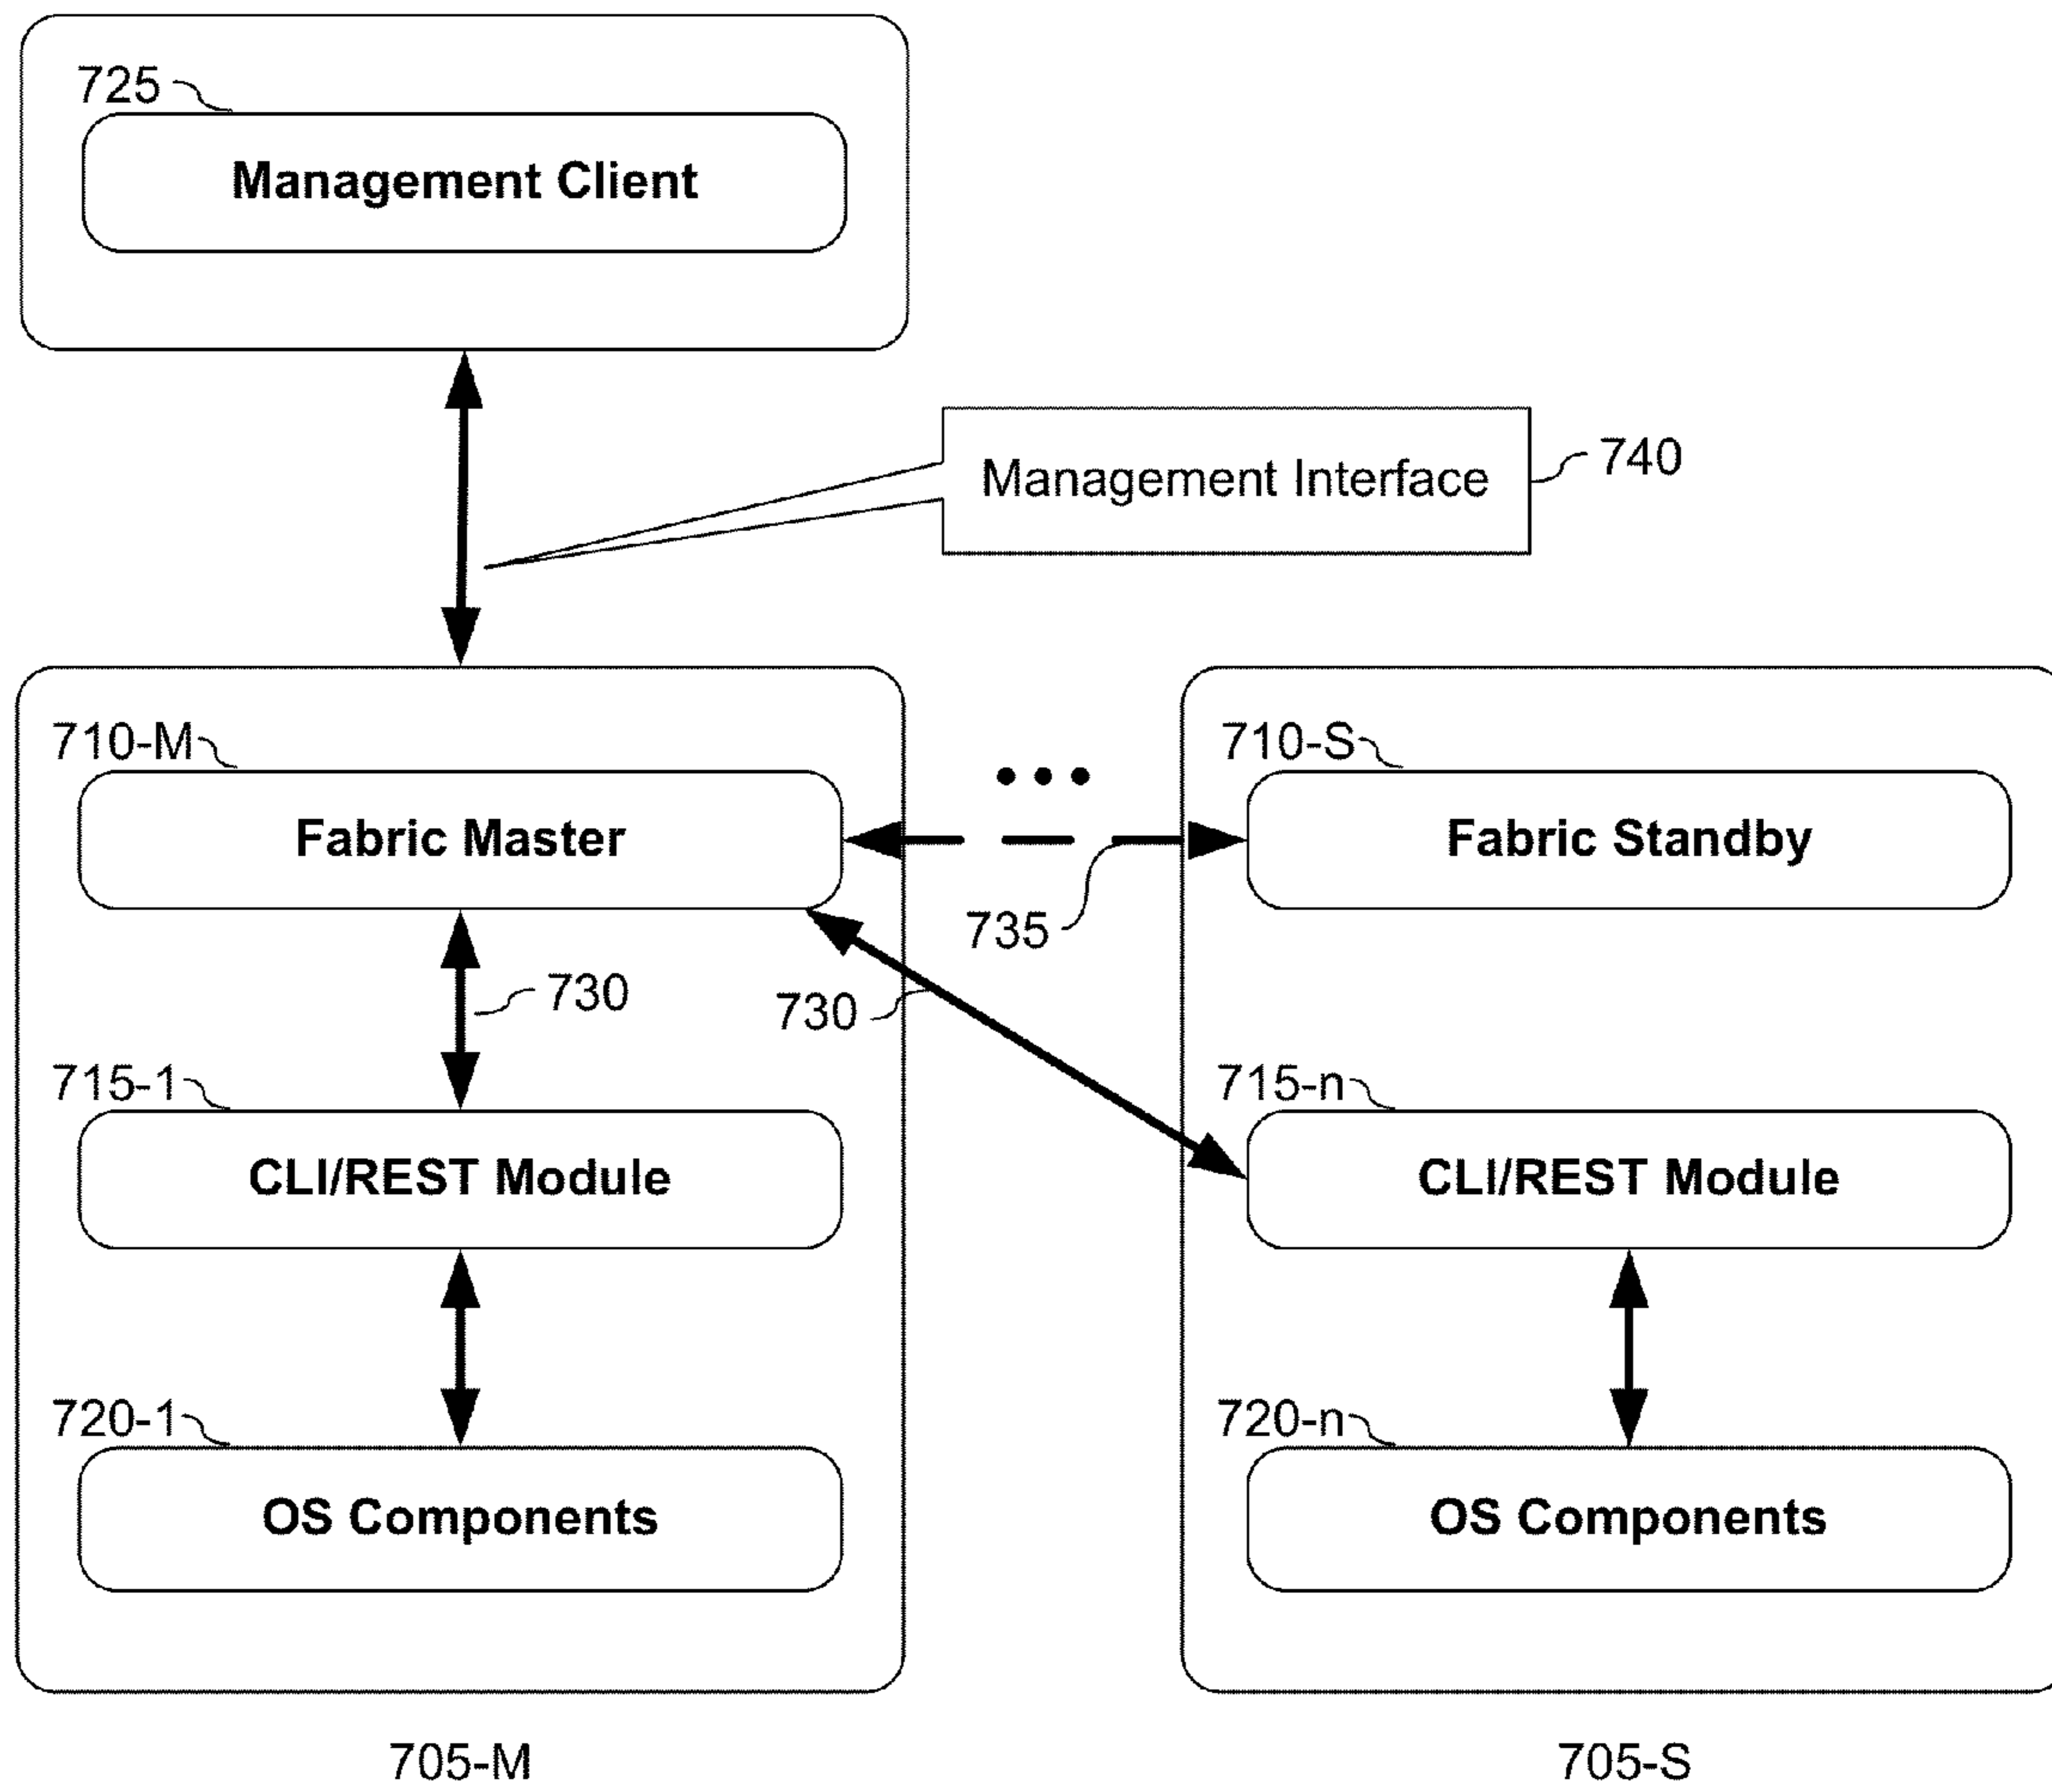 725
Management Client
Management Interface
740
710-M
Fabric Master
710-S
Fabric Standby
735
730
730
715-1
CLI/REST Module
715-n
CLI/REST Module
720-1
OS Components
720-n
OS Components
705-M
705-S